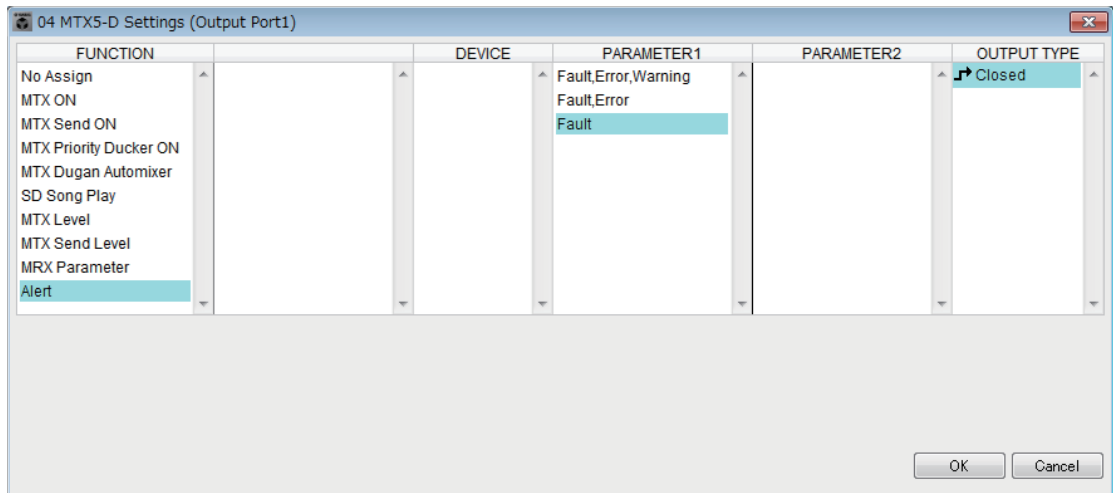 04 MTX5-D Settings (Output Port1)
FUNCTION DEVICE PARAMETER1 PARAMETER2 OUTPUT TYPE
No Assign Fault,Error,Warning Closed
MTX ON Fault,Error
MTX Send ON Fault
MTX Priority Ducker ON
MTX Dugan Automixer
SD Song Play
MTX Level
MTX Send Level
MRX Parameter
Alert
OK Cancel